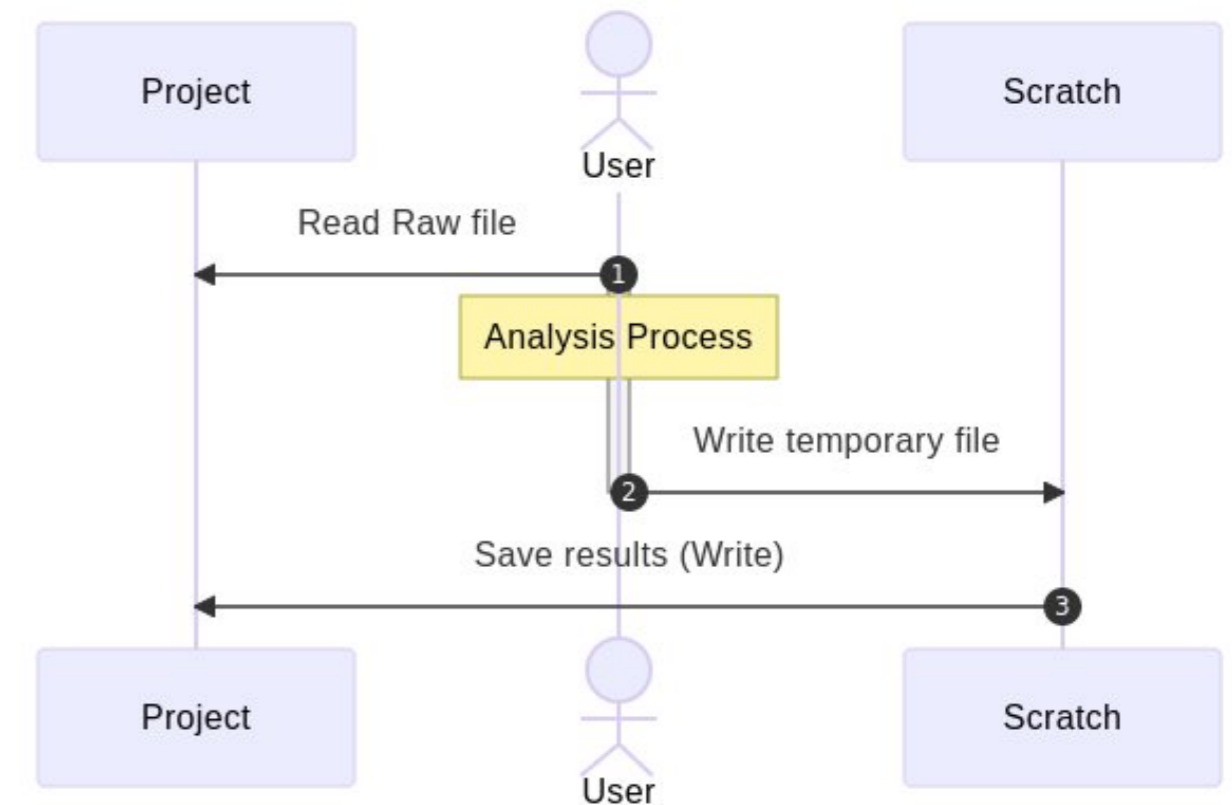 Project
User
Scratch
Read Raw file
1
Analysis Process
Write temporary file
2
Save results (Write)
3
Project
User
Scratch